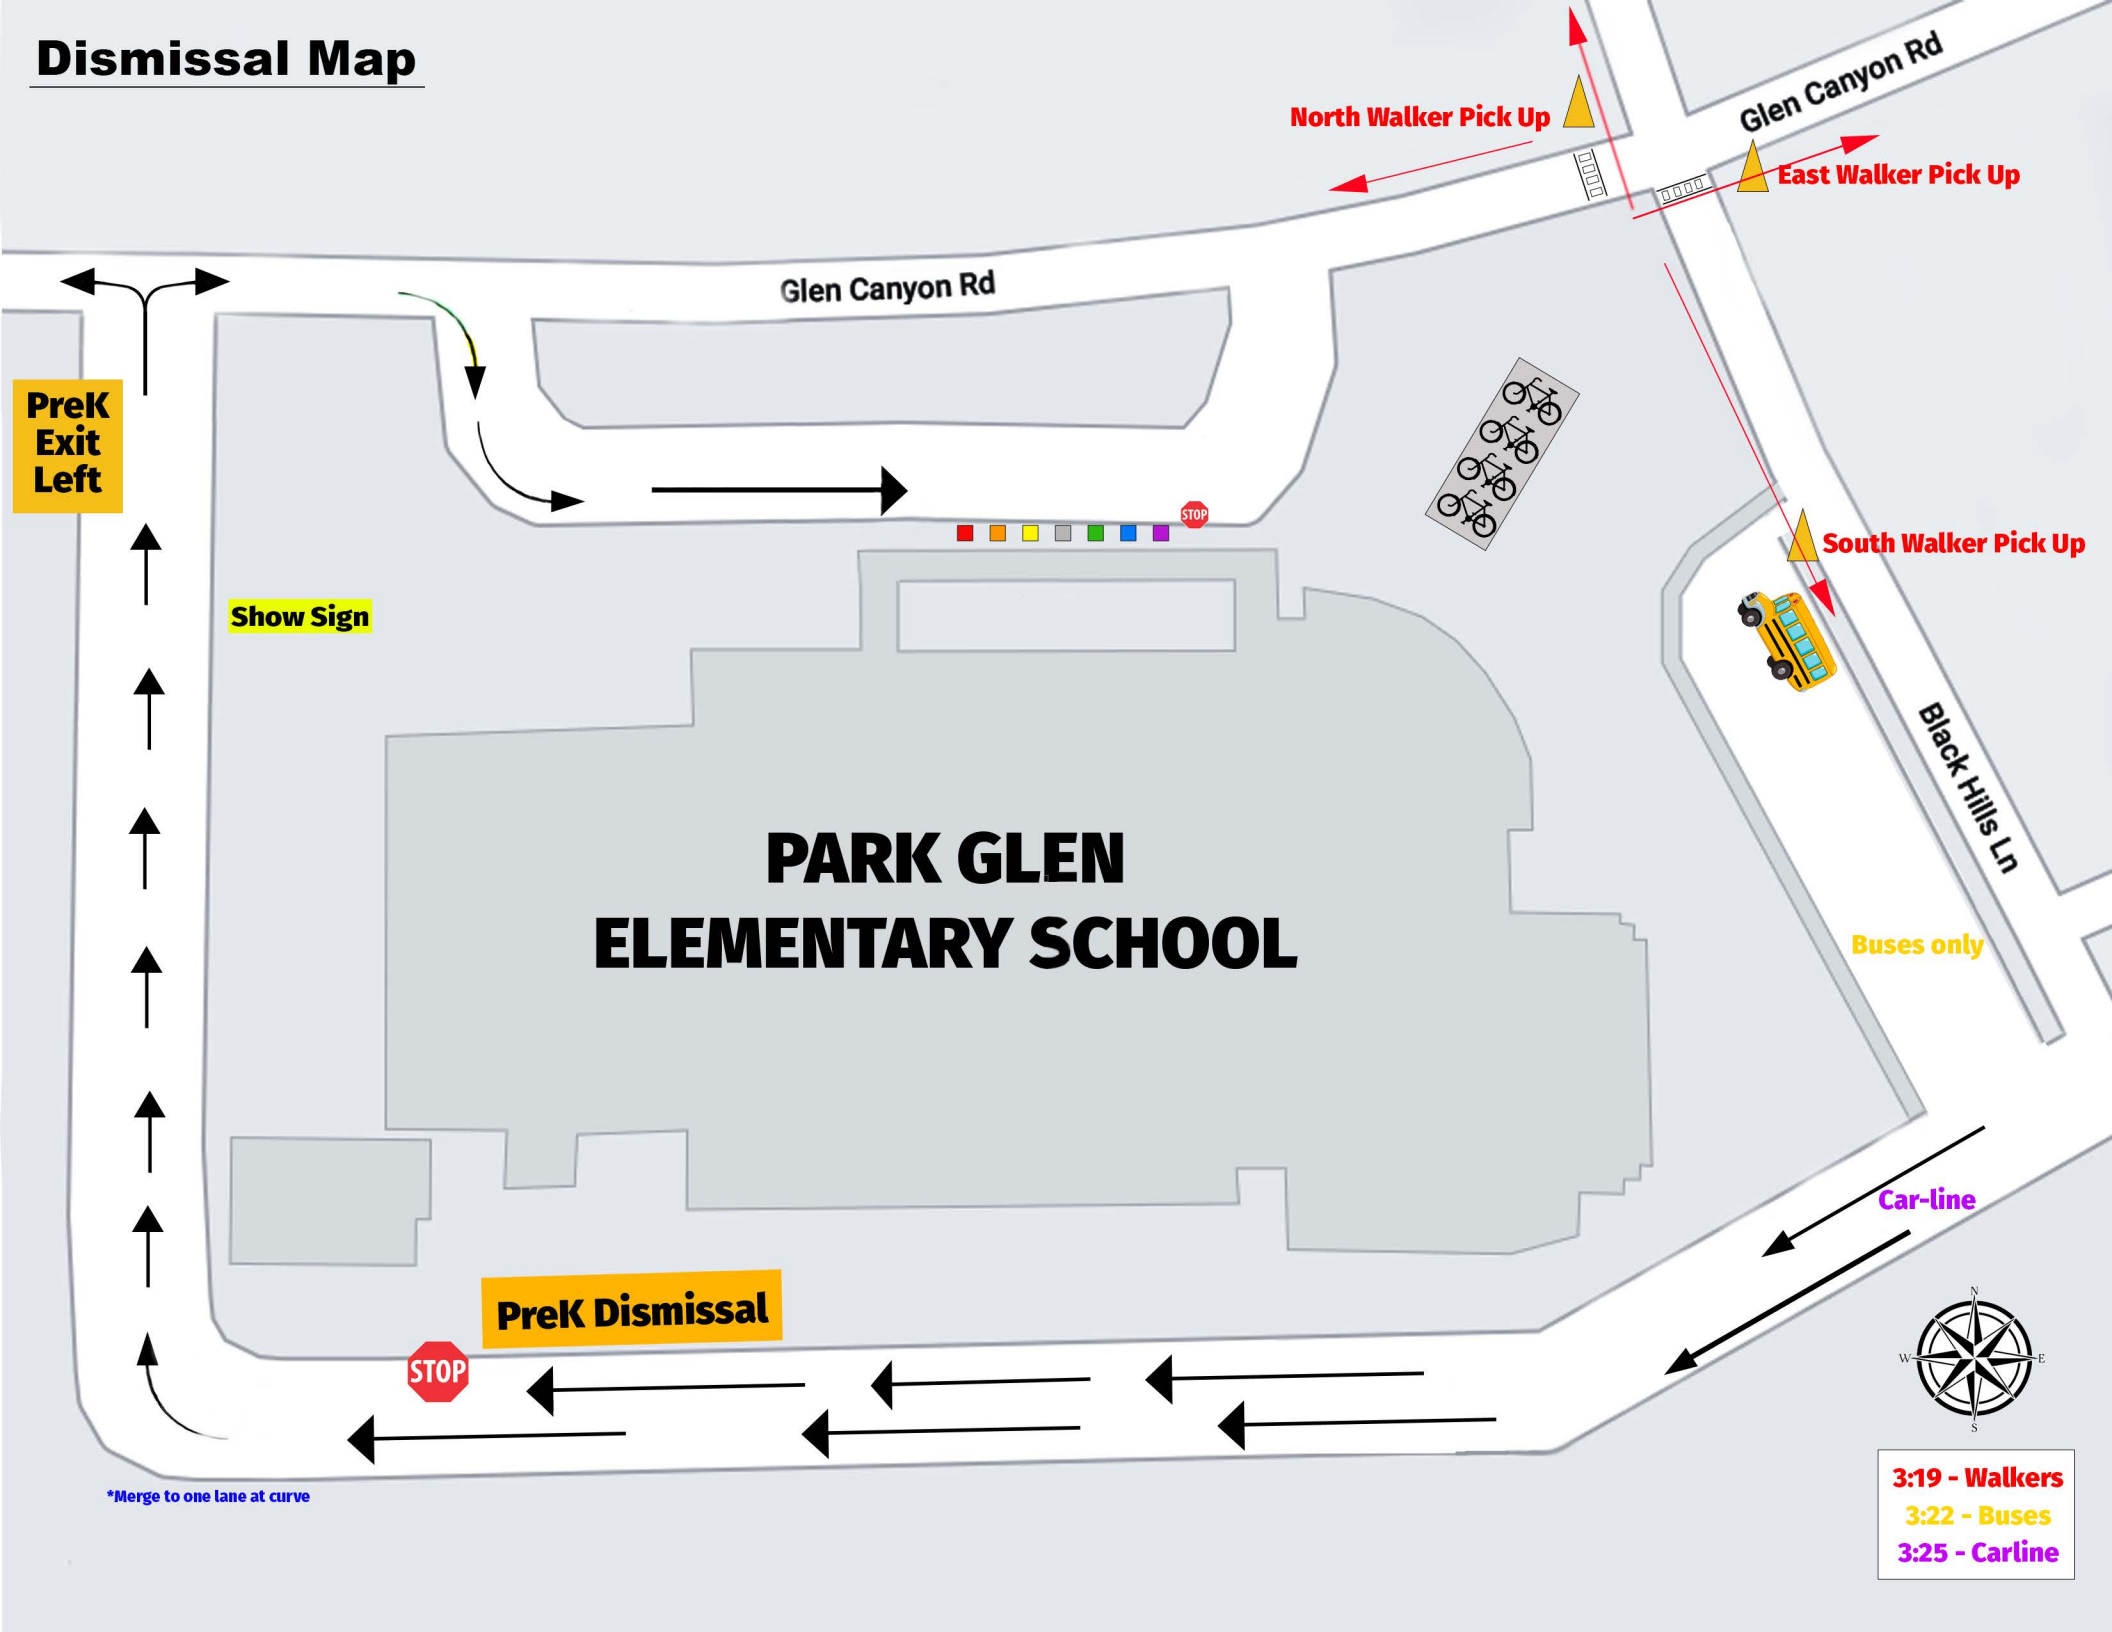 Dismissal Map
North Walker Pick Up
Glen Canyon Rd
East Walker Pick Up
Glen Canyon Rd
PreK
Exit
Left
STOP
South Walker Pick Up
Show Sign
Black Hills Ln
PARK GLEN
ELEMENTARY SCHOOL
Buses only
Car-line
PreK Dismissal
STOP
N
W
E
S
*Merge to one lane at curve
3:19 - Walkers
3:22 - Buses
3:25 - Carline